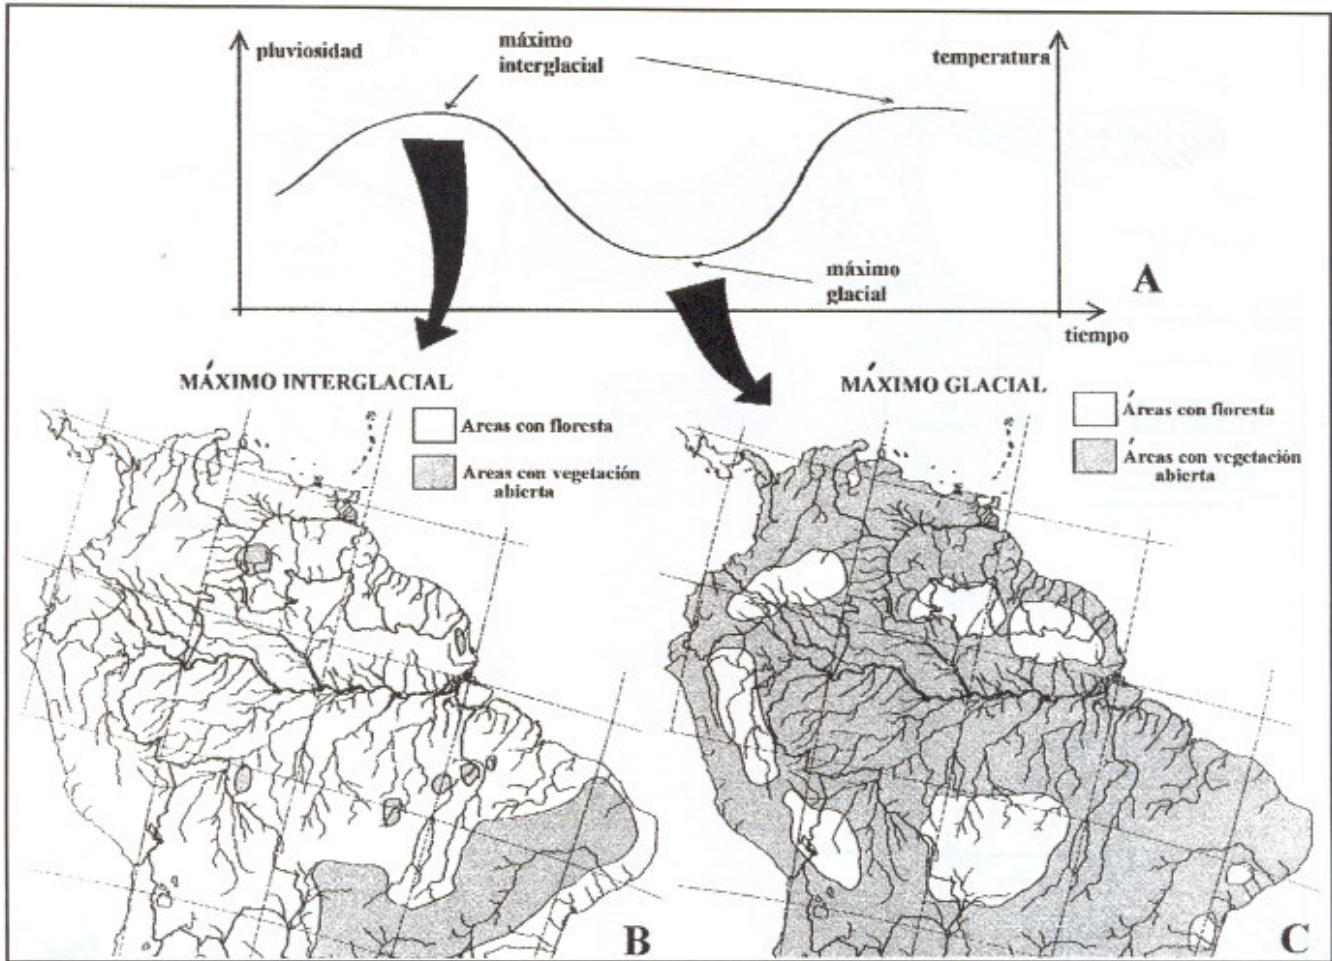 pluviosidad
máximo
interglacial
temperatura
máximo
glacial
A
tiempo
MÁXIMO INTERGLACIAL
Areas con floresta
Areas con vegetación
abierta
B
MÁXIMO GLACIAL
Áreas con floresta
Áreas con vegetación
abierta
C